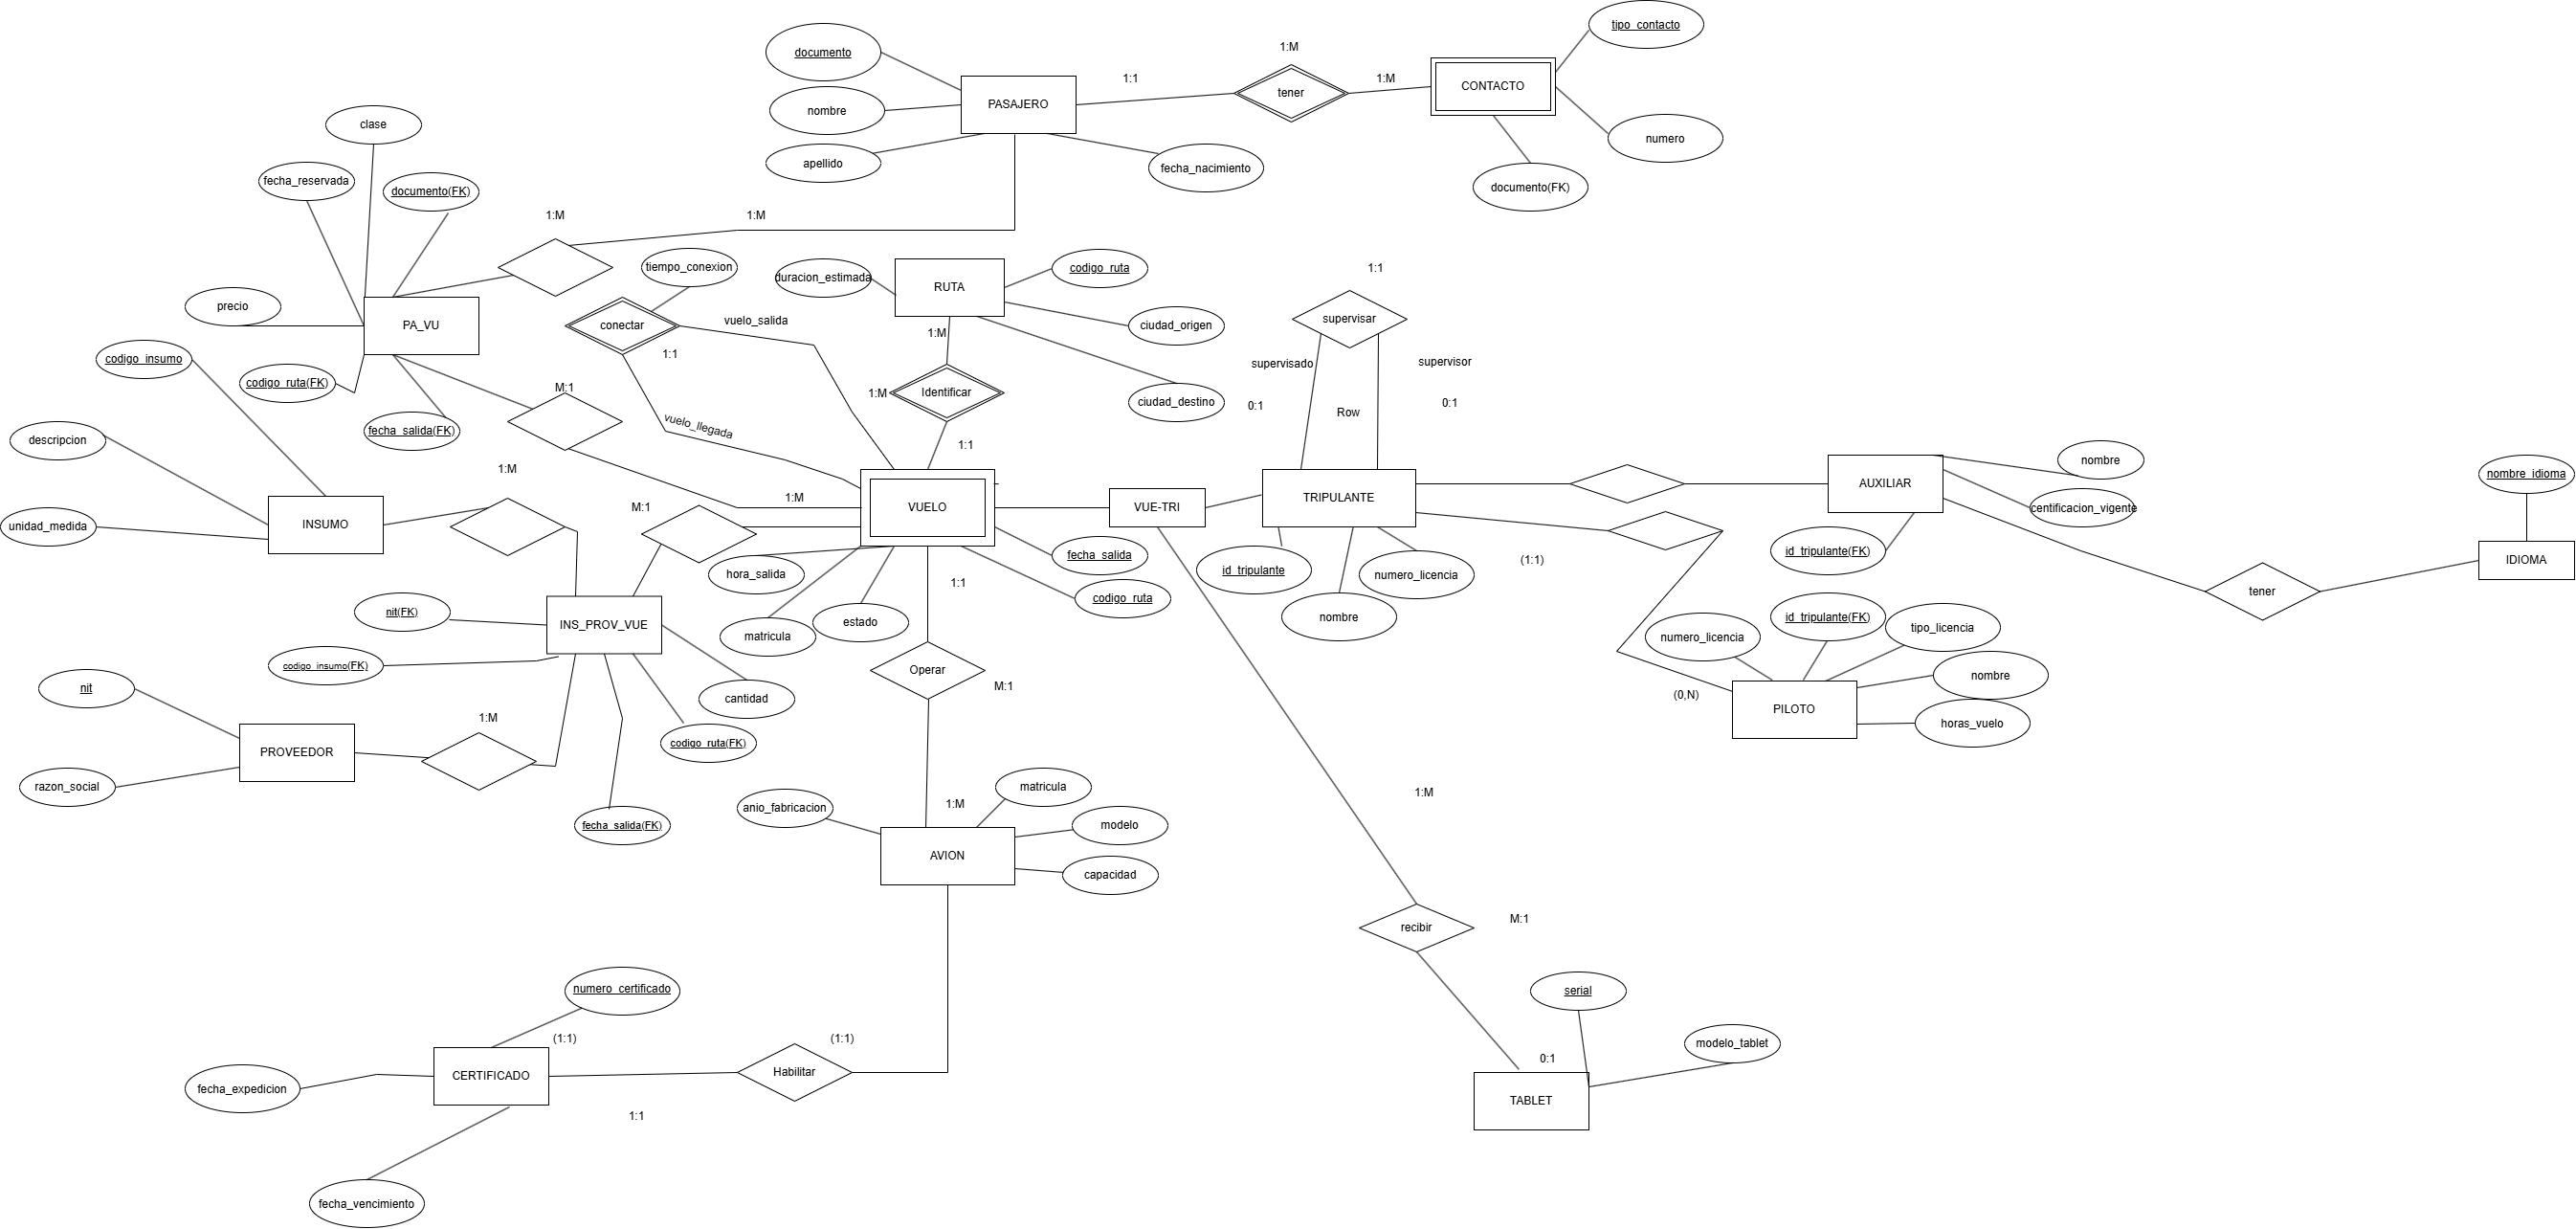 tipo_contacto
documento
1:M
1:1
1:M
CONTACTO
tener
PASAJERO
nombre
clase
numero
apellido
fecha_nacimiento
fecha_reservada
documento(FK)
documento(FK)
1:M
1:M
tiempo_conexion
duracion_estimada
RUTA
codigo_ruta
1:1
precio
PA_VU
conectar
vuelo_salida
ciudad_origen
supervisar
1:M
1:1
codigo_insumo
supervisado
supervisor
codigo_ruta(FK)
M:1
1:M
Identificar
ciudad_destino
0:1
Row
0:1
fecha_salida(FK)
vuelo_llegada
descripcion
1:1
nombre
1:M
nombre_idioma
AUXILIAR
1:M
M:1
VUELO
VUE-TRI
TRIPULANTE
centificacion_vigente
unidad_medida
INSUMO
fecha_salida
id_tripulante(FK)
(1:1)
IDIOMA
hora_salida
1:1
id_tripulante
numero_licencia
tener
codigo_ruta
nit(FK)
INS_PROV_VUE
matricula
estado
nombre
numero_licencia
id_tripulante(FK)
tipo_licencia
codigo_insumo(FK)
Operar
nombre
nit
M:1
cantidad
(0,N)
PILOTO
horas_vuelo
1:M
PROVEEDOR
codigo_ruta(FK)
razon_social
matricula
1:M
anio_fabricacion
1:M
modelo
fecha_salida(FK)
AVION
capacidad
M:1
recibir
numero_certificado
serial
(1:1)
(1:1)
modelo_tablet
0:1
CERTIFICADO
Habilitar
fecha_expedicion
TABLET
1:1
fecha_vencimiento